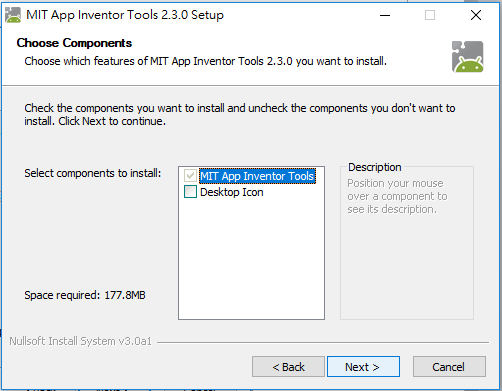 MIT App Inventor Tools 2.3.0 Setup
Choose Components
Choose which features of MIT App Inventor Tools 2.3.0 you want to install.
Check the components you want to install and uncheck the components you don't want to
install. Click Next to continue.
Select components to install:
MIT App Inventor Tools
Desktop Icon
Description
Position your mouse
over a component to
see its description.
Space required: 177.8MB
Nullsoft Install System v3.0a1
< Back
Next >
Cancel